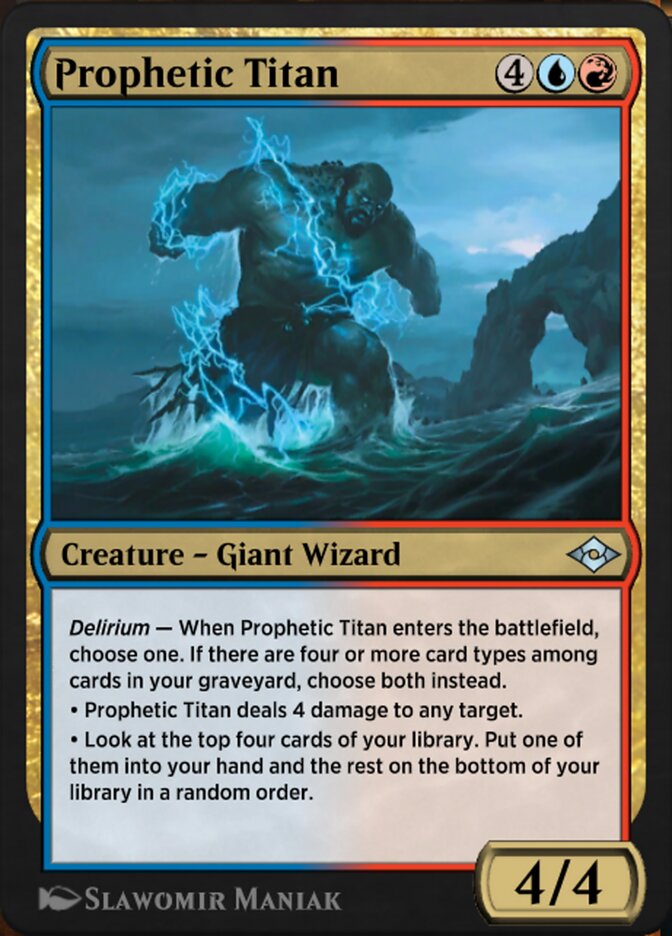 Prophetic Titan 4
Creature – Giant Wizard
Delirium — When Prophetic Titan enters the battlefield,
choose one. If there are four or more card types among
cards in your graveyard, choose both instead.
• Prophetic Titan deals 4 damage to any target.
• Look at the top four cards of your library. Put one of
them into your hand and the rest on the bottom of your
library in a random order.
4/4
Slawomir Maniak